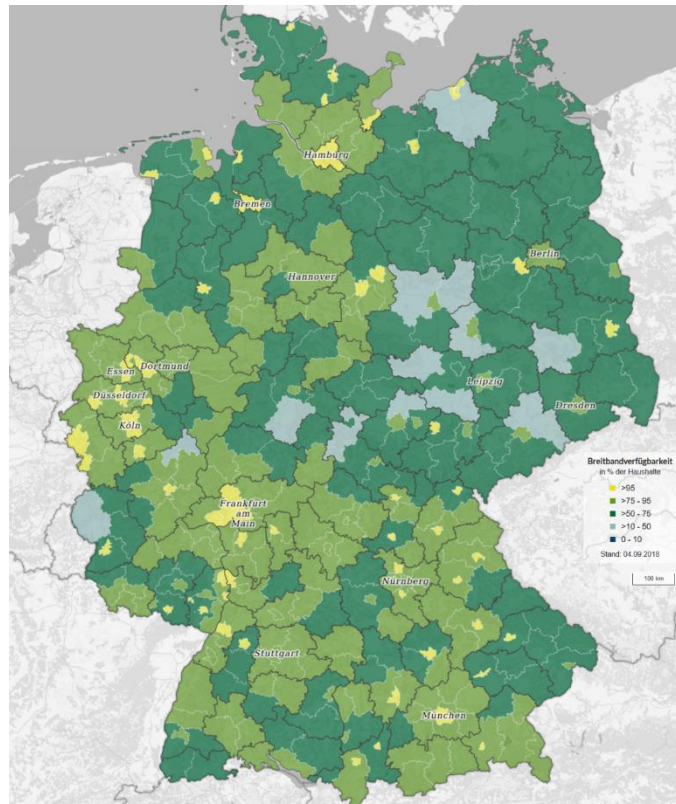 Hamburg
Bremen
Berlin
Hannover
Essen
Dortmund
Düsseldorf
Köln
Leipzig
Dresden
Frankfurt
am
Main
Nürnberg
Stuttgart
München
Breitbandverfügbarkeit
in % der Haushalte
>95
>75 - 95
>50 - 75
>10 - 50
0 - 10
Stand: 04.09.2018
100 km